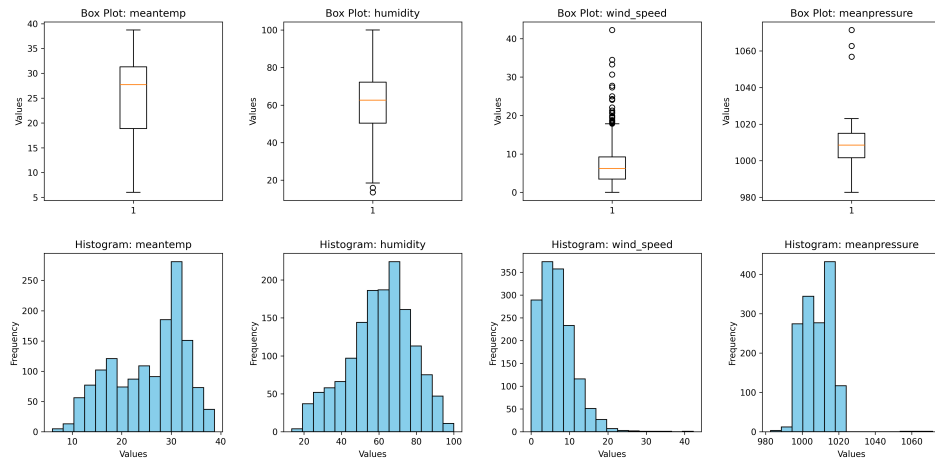 Box Plot: meantemp
Box Plot: humidity
Box Plot: wind_speed
Box Plot: meanpressure
40
35
30
25
20
15
10
5
Values
1
100
80
60
40
20
Values
1
40
30
20
10
0
Values
1
1060
1040
1020
1000
980
Values
1
Histogram: meantemp
Histogram: humidity
Histogram: wind_speed
Histogram: meanpressure
250
200
150
100
50
0
Frequency
10 20 30 40
Values
200
150
100
50
0
Frequency
20 40 60 80 100
Values
350
300
250
200
150
100
50
0
Frequency
0 10 20 30 40
Values
400
300
200
100
0
Frequency
980 1000 1020 1040 1060
Values